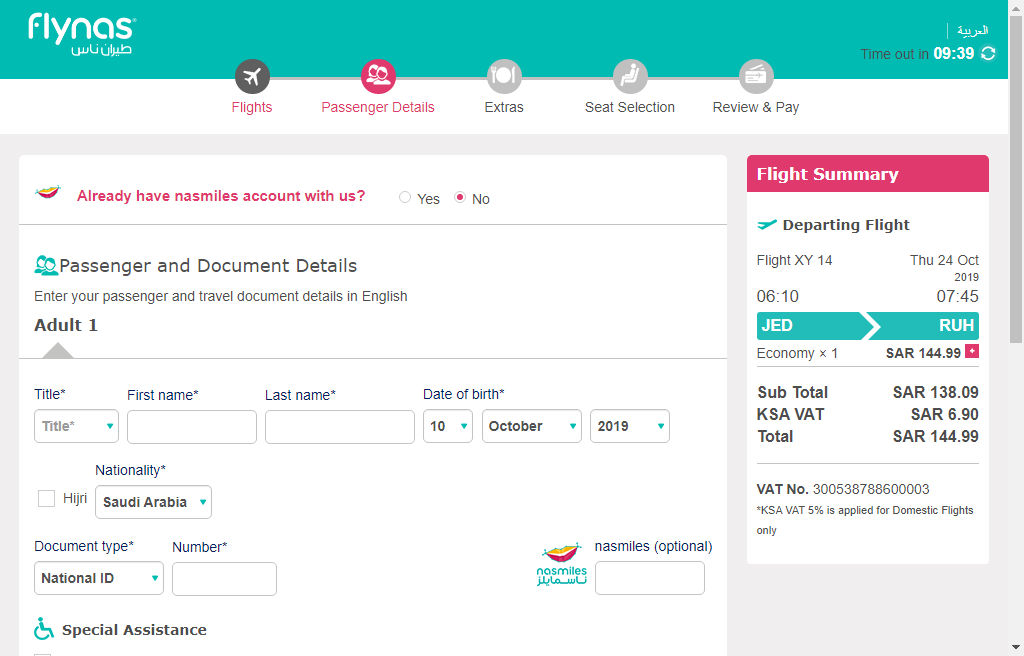 flynas
طيران ناس
العربية
Time out in 09:39
Flights
Passenger Details
Extras
Seat Selection
Review & Pay
Already have nasmiles account with us?
Yes
No
Passenger and Document Details
Enter your passenger and travel document details in English
Adult 1
Title*
First name*
Last name*
Date of birth*
Title*
10
October
2019
Nationality*
Hijri
Saudi Arabia
Document type*
Number*
nasmiles (optional)
National ID
nasmiles
ناسمايلز
Special Assistance
Flight Summary
Departing Flight
Flight XY 14
Thu 24 Oct
2019
06:10
07:45
JED
RUH
Economy × 1
SAR 144.99
Sub Total
SAR 138.09
KSA VAT
SAR 6.90
Total
SAR 144.99
VAT No. 300538788600003
*KSA VAT 5% is applied for Domestic Flights
only